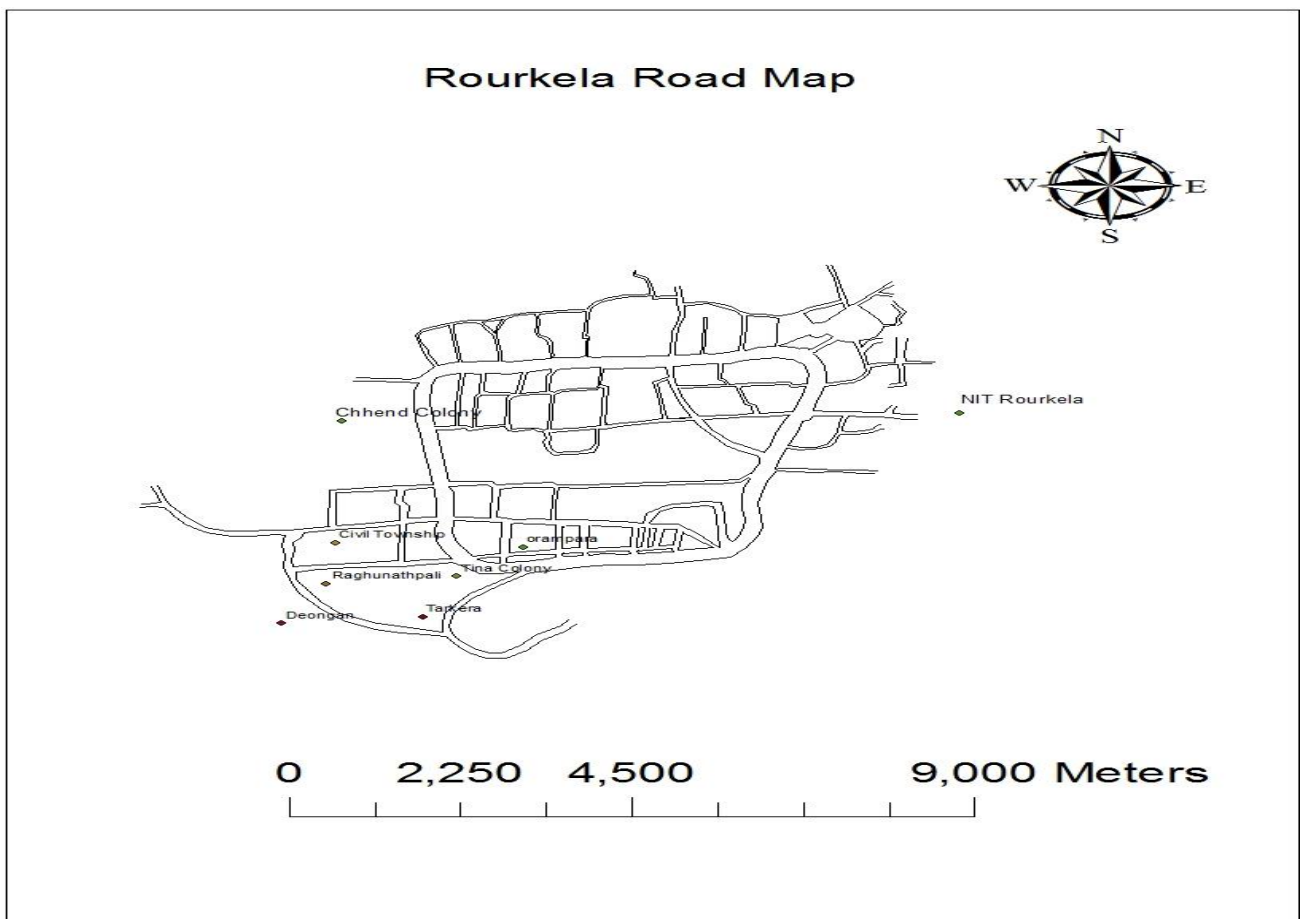 Rourkela Road Map
N
W E
S
NIT Rourkela
Chhend Colony
Civil Township
orampara
Tina Colony
Raghunathpali
Tarkera
Deongan
0 2,250 4,500 9,000 Meters